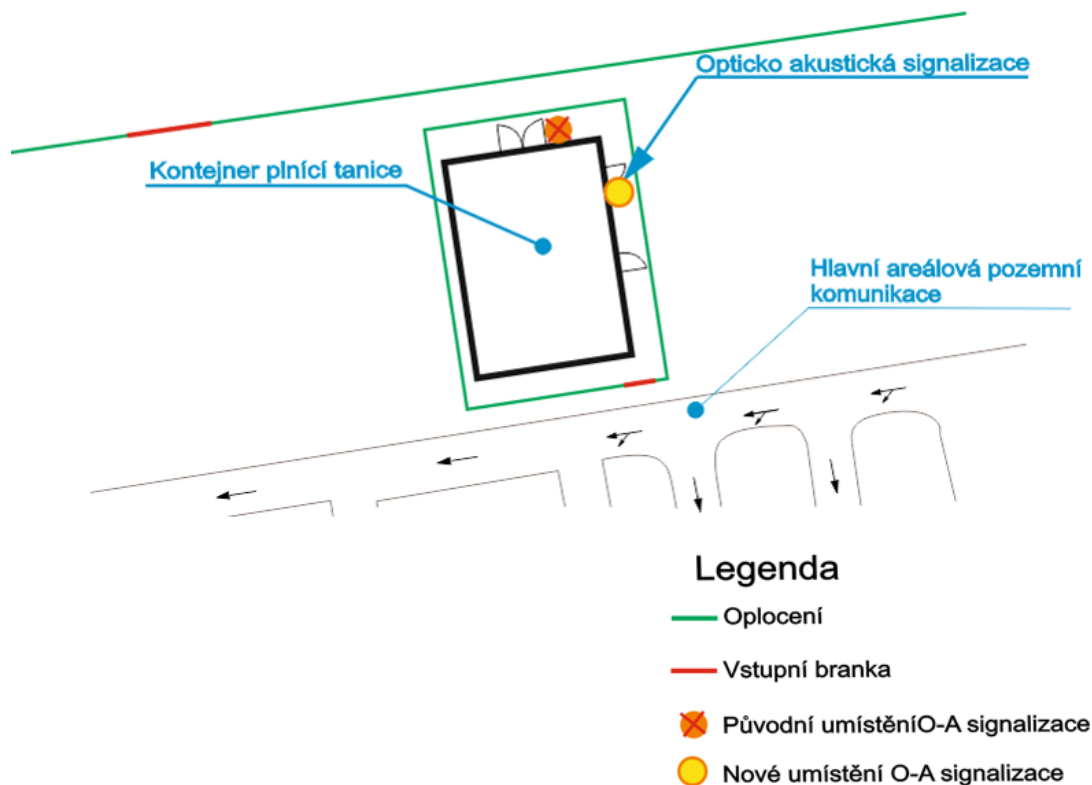 Opticko akustická signalizace
Kontejner plnící tanice
Hlavní areálová pozemní
komunikace
Legenda
Oplocení
Vstupní branka
Původní umístěníO-A signalizace
Nové umístění O-A signalizace